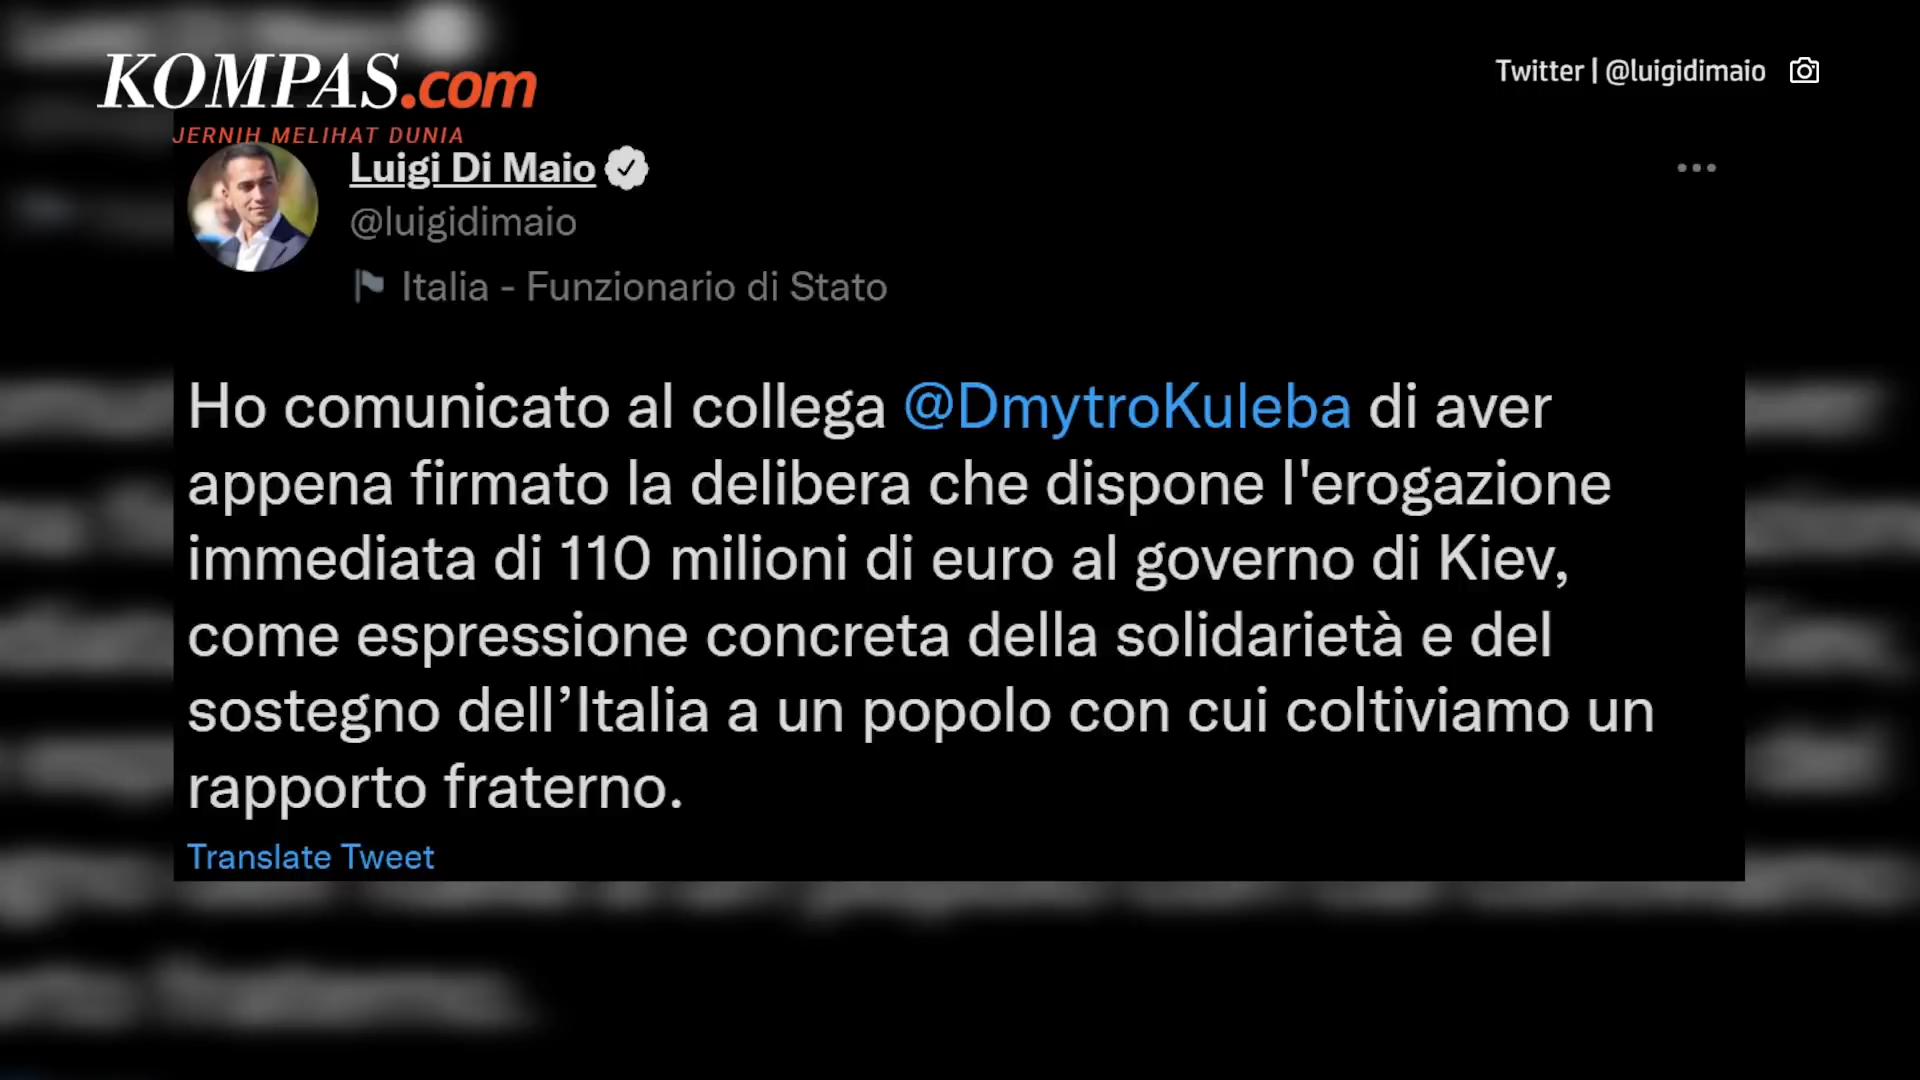 KOMPAS.com
JERNIH MELIHAT DUNIA
Twitter | @luigidimaio
Luigi Di Maio
@luigidimaio
Italia - Funzionario di Stato
Ho comunicato al collega @DmytroKuleba di aver
appena firmato la delibera che dispone l'erogazione
immediata di 110 milioni di euro al governo di Kiev,
come espressione concreta della solidarietà e del
sostegno dell’Italia a un popolo con cui coltiviamo un
rapporto fraterno.
Translate Tweet